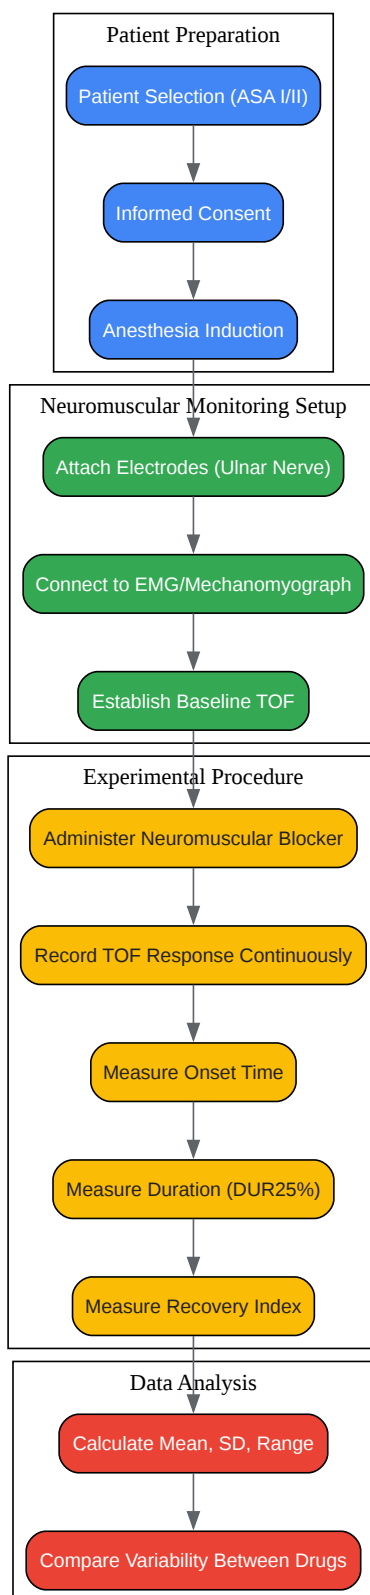 Patient Preparation
Patient Selection (ASA I/II)
Informed Consent
Anesthesia Induction
Neuromuscular Monitoring Setup
Attach Electrodes (Ulnar Nerve)
Connect to EMG/Mechanomyograph
Establish Baseline TOF
Experimental Procedure
Administer Neuromuscular Blocker
Record TOF Response Continuously
Measure Onset Time
Measure Duration (DUR25%)
Measure Recovery Index
Data Analysis
Calculate Mean, SD, Range
Compare Variability Between Drugs